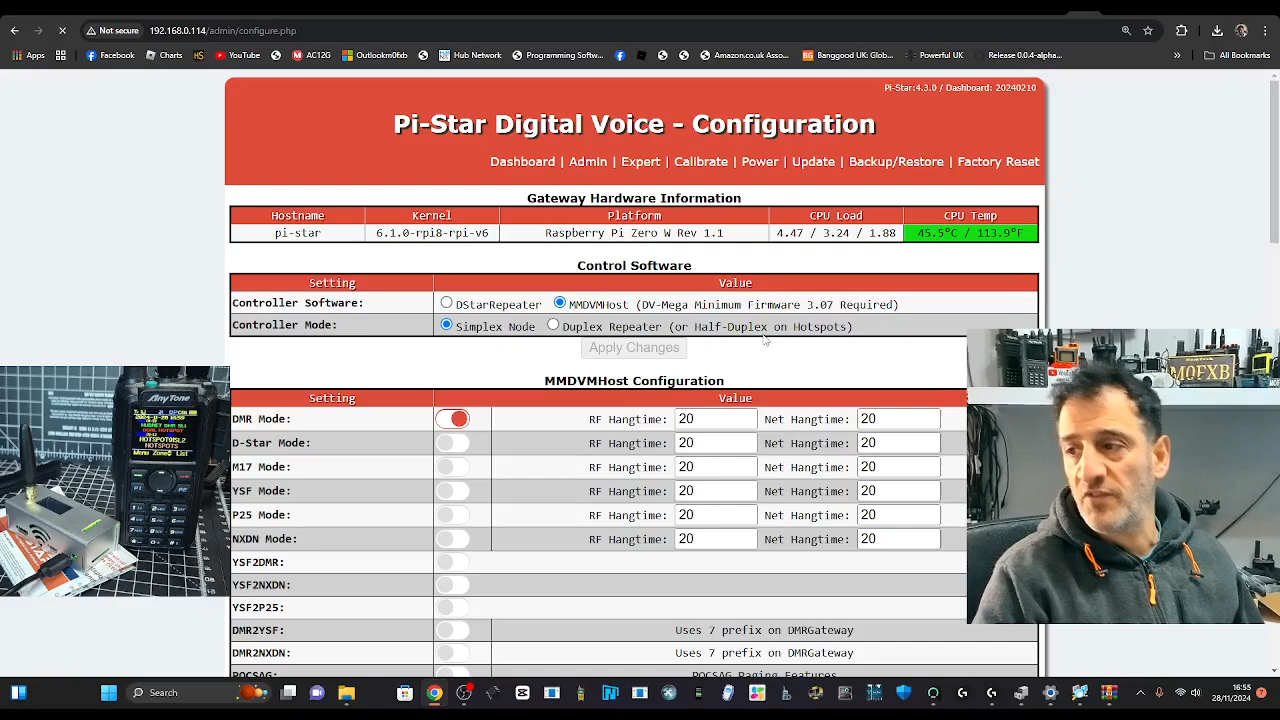 Not secure 192.168.0.114/admin/configure.php
Apps Facebook Charts HS YouTube MAC12G Outlookm0fxb Hub Network Programming Softw... Amazon.co.uk Asso... BG Banggood UK: Glob... Powerful UK Release 0.0.4-alpha... » All Bookmarks
Pi-Star:4.3.0 / Dashboard: 20240210
Pi-Star Digital Voice - Configuration
Dashboard | Admin | Expert | Calibrate | Power | Update | Backup/Restore | Factory Reset
Gateway Hardware Information
Hostname Kernel Platform CPU Load CPU Temp
pi-star 6.1.0-rpi8-rpi-v6 Raspberry Pi Zero W Rev 1.1 4.47 / 3.24 / 1.88 45.5°C / 113.9°F
Control Software
Setting Value
Controller Software: DStarRepeater MMDVMHost (DV-Mega Minimum Firmware 3.07 Required)
Controller Mode: Simplex Node Duplex Repeater (or Half-Duplex on Hotspots)
Apply Changes
MMDVMHost Configuration
Setting Value
DMR Mode: RF Hangtime: 20 Net Hangtime: 20
D-Star Mode: RF Hangtime: 20 Net Hangtime: 20
M17 Mode: RF Hangtime: 20 Net Hangtime: 20
YSF Mode: RF Hangtime: 20 Net Hangtime: 20
P25 Mode: RF Hangtime: 20 Net Hangtime: 20
NXDN Mode: RF Hangtime: 20 Net Hangtime: 20
YSF2DMR:
YSF2NXDN:
YSF2P25:
DMR2YSF: Uses 7 prefix on DMRGateway
DMR2NXDN: Uses 7 prefix on DMRGateway
POCSAG: POCSAG Paging Features
AnyTone
HOTSPOTS
Menu Zone List
M0FXB
Search
16:55
28/11/2024